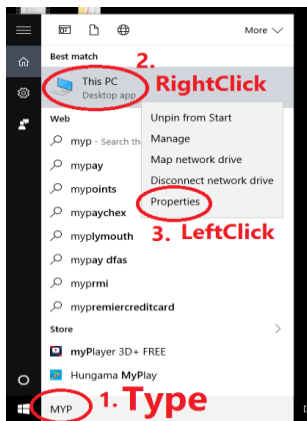 More
Best match
2.
This PC
Desktop app
RightClick
Web
myp - Search th
mypay
mypoints
mypaychex
myplymouth
mypay dfas
myprmi
mypremiercreditcard
Unpin from Start
Manage
Map network drive
Disconnect network drive
Properties
3. LeftClick
Store
myPlayer 3D+ FREE
Hungama MyPlay
MYP
1. Type